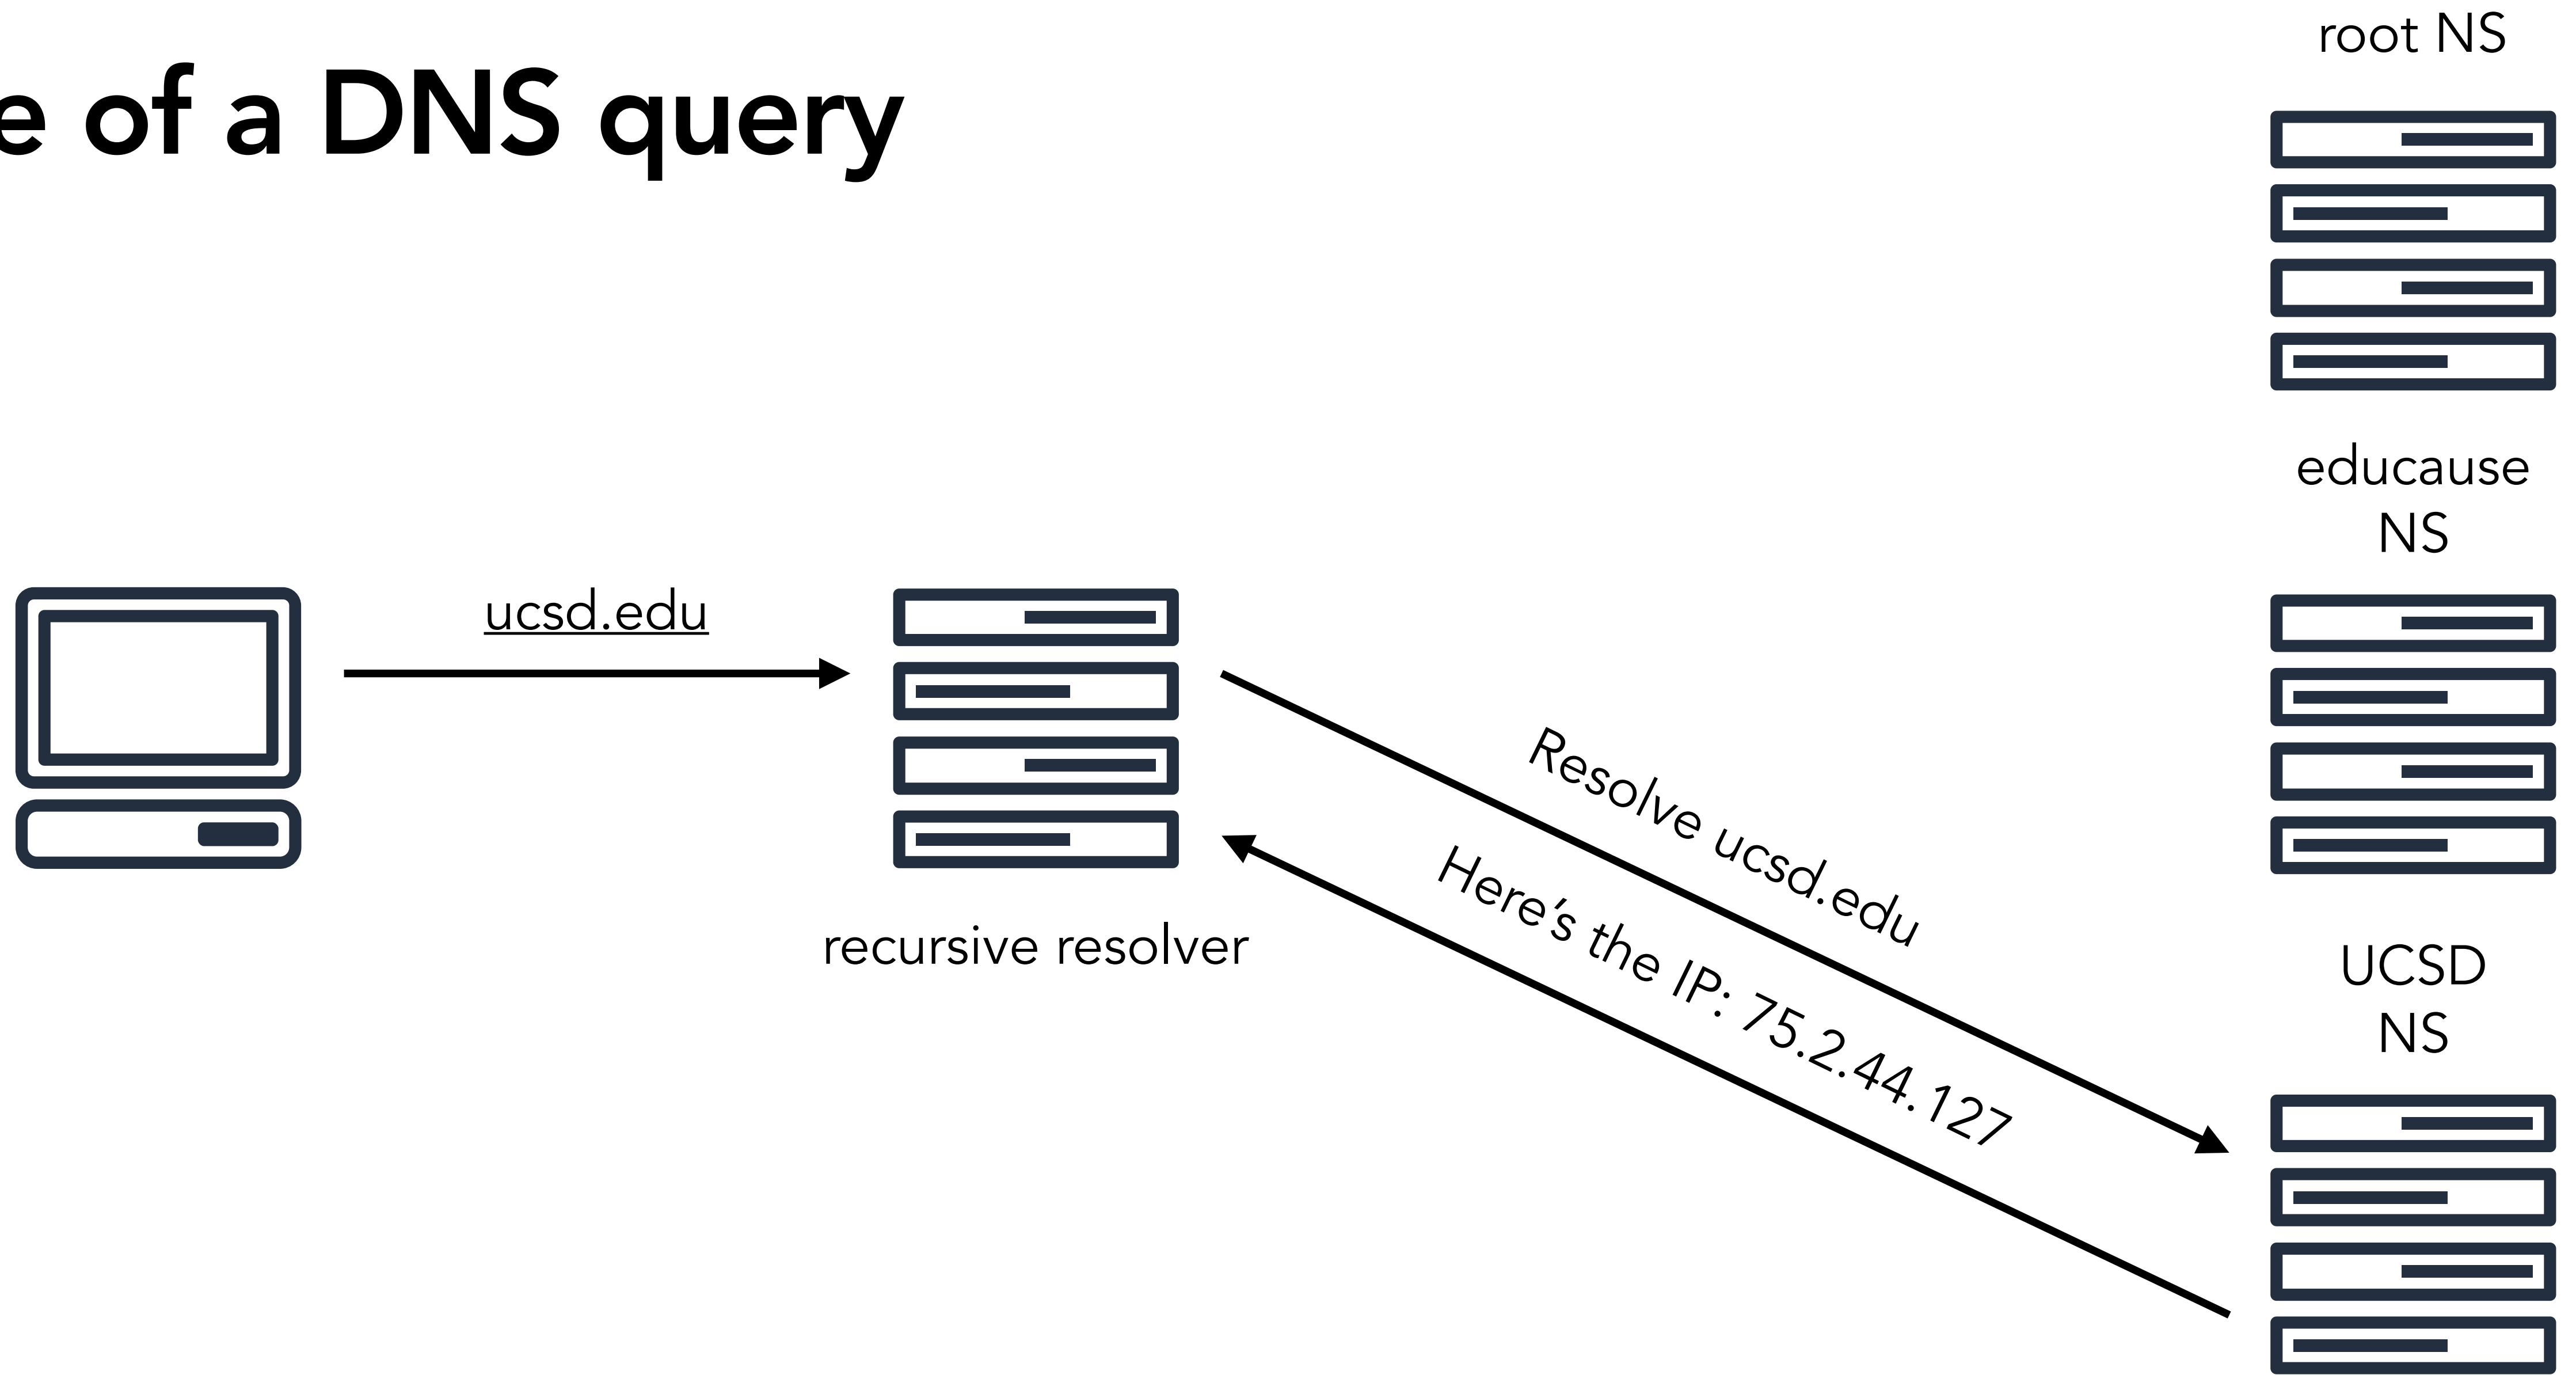 e of a DNS query
root NS
educause
NS
ucsd.edu
recursive resolver
Resolve ucsd.edu
Here’s the IP: 75.2.44.127
UCSD
NS